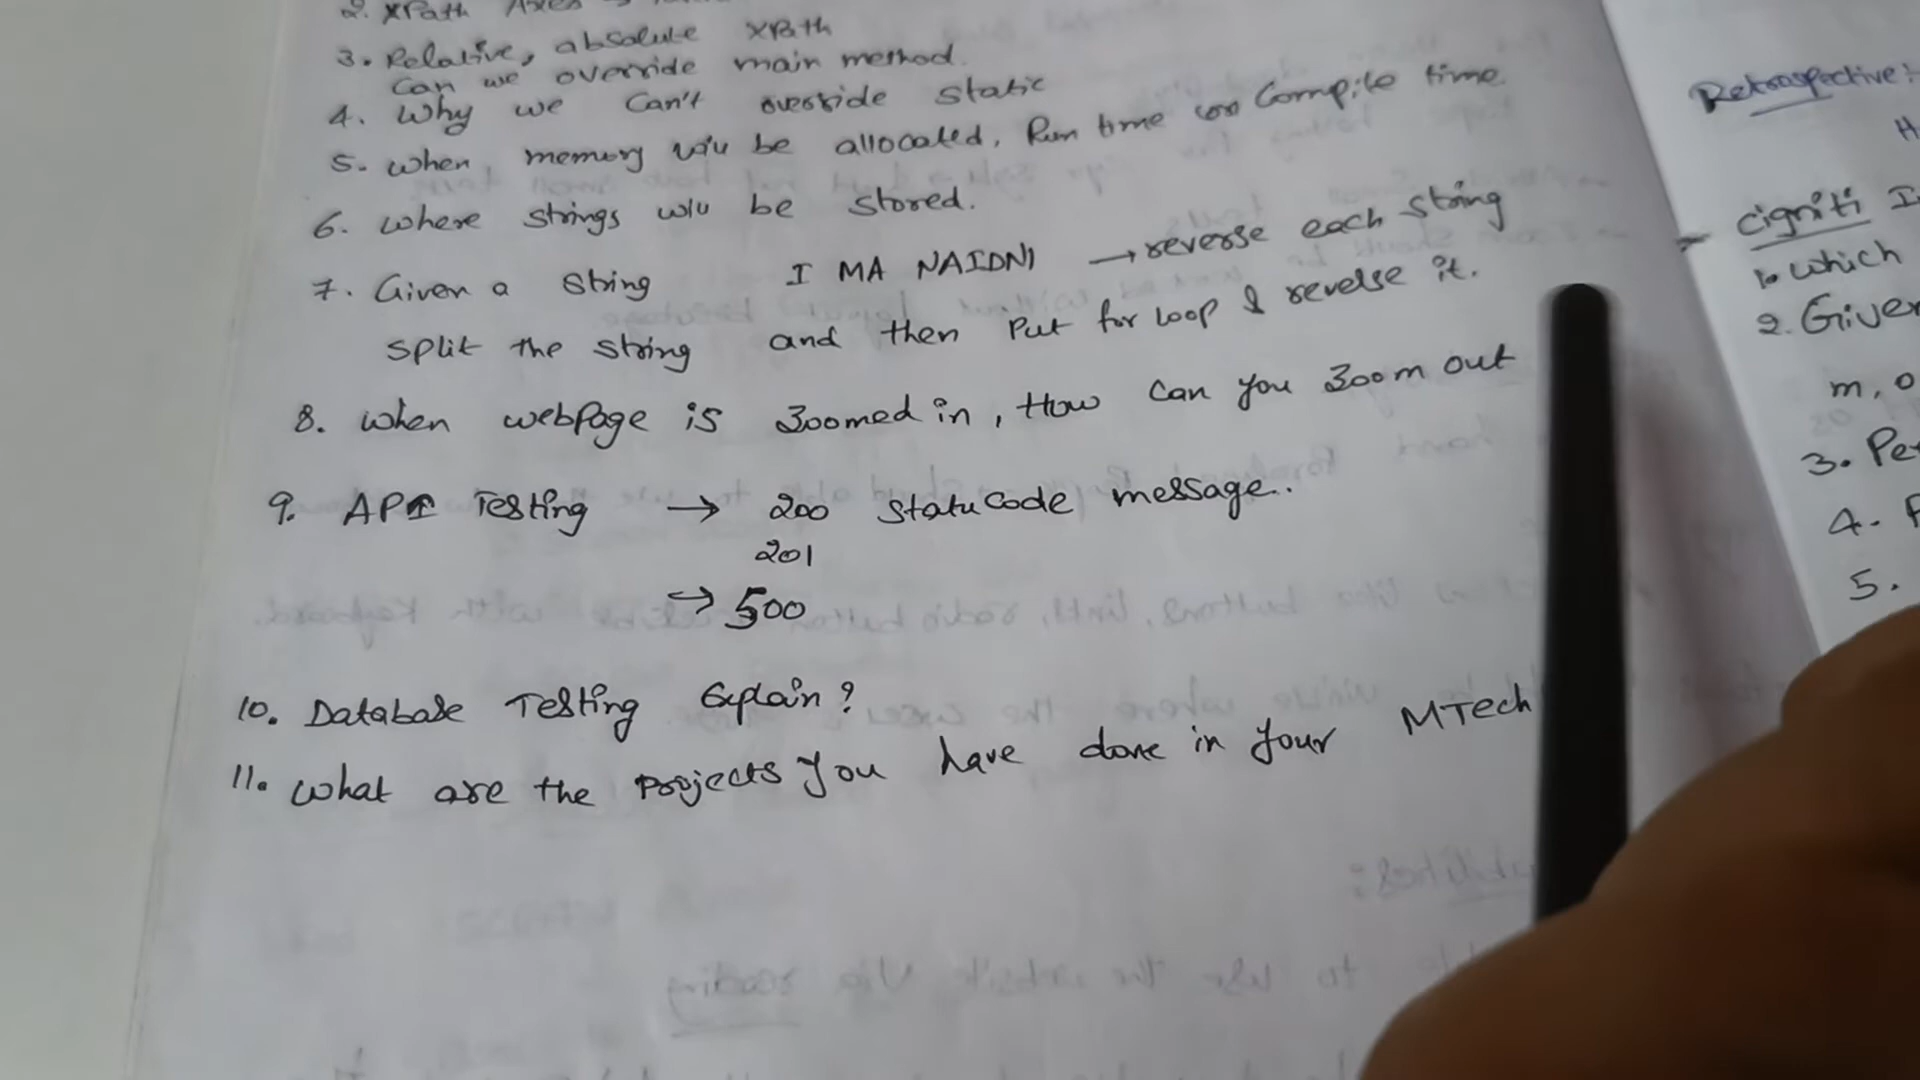 2. XPath Axes
3. Relative, absolute XPath
Can we override main method.
4. Why we Can't override static
5. When memory will be allocated, Run time (or) Compile time
6. Where strings will be stored.
7. Given a string I MA NAIDNI → reverse each string
split the string and then Put for loop & reverse it.
8. When webpage is Zoomed in, How Can you Zoom out
9. API Testing → 200 StatuCode message..
201
→ 500
10. Database Testing Explain?
11. What are the Projects you have done in your MTech
Retrospective:
H
Cigniti I
1. Which
2. Given
m, o
3. Pe
4.
5.